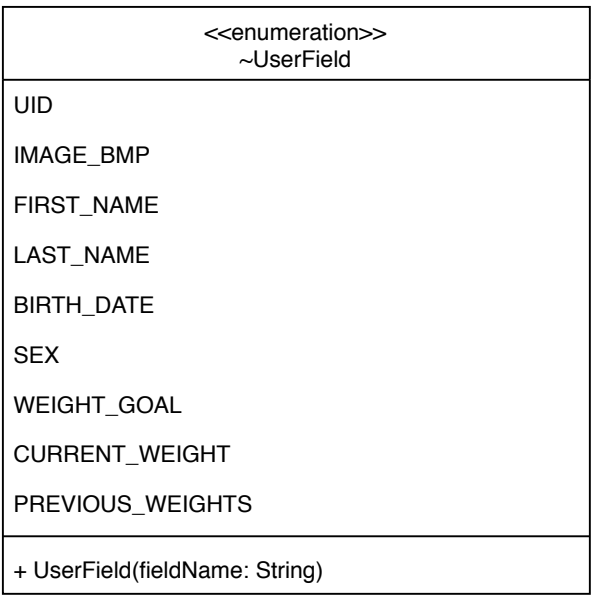 <<enumeration>>
~UserField
UID
IMAGE_BMP
FIRST_NAME
LAST_NAME
BIRTH_DATE
SEX
WEIGHT_GOAL
CURRENT_WEIGHT
PREVIOUS_WEIGHTS
+ UserField(fieldName: String)